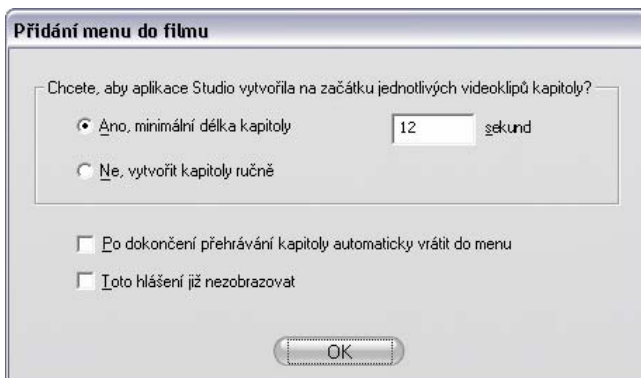 Přidání menu do filmu
Chcete, aby aplikace Studio vytvořila na začátku jednotlivých videoklipů kapitoly?
Ano, minimální délka kapitoly 12 sekund
Ne, vytvořit kapitoly ručně
Po dokončení přehrávání kapitoly automaticky vrátit do menu
Toto hlášení již nezobrazovat
OK